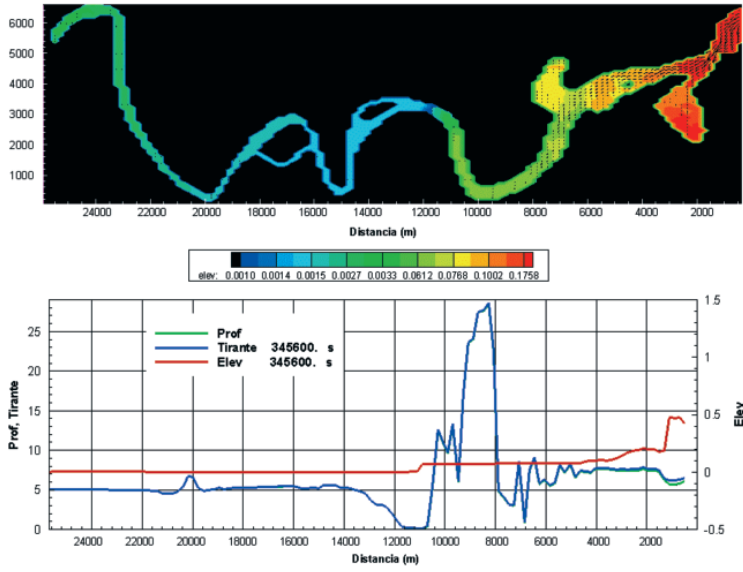 6000
5000
4000
3000
2000
1000
24000 22000 20000 18000 16000 14000 12000 10000 8000 6000 4000 2000
Distancia (m)
elev: 0.0010 0.0014 0.0015 0.0027 0.0033 0.0612 0.0768 0.1002 0.1758
25
20
15
10
5
0
Prof, Tirante
Prof
Tirante 345600. s
Elev 345600. s
1.5
1
0.5
0
-0.5
Elev
24000 22000 20000 18000 16000 14000 12000 10000 8000 6000 4000 2000
Distancia (m)